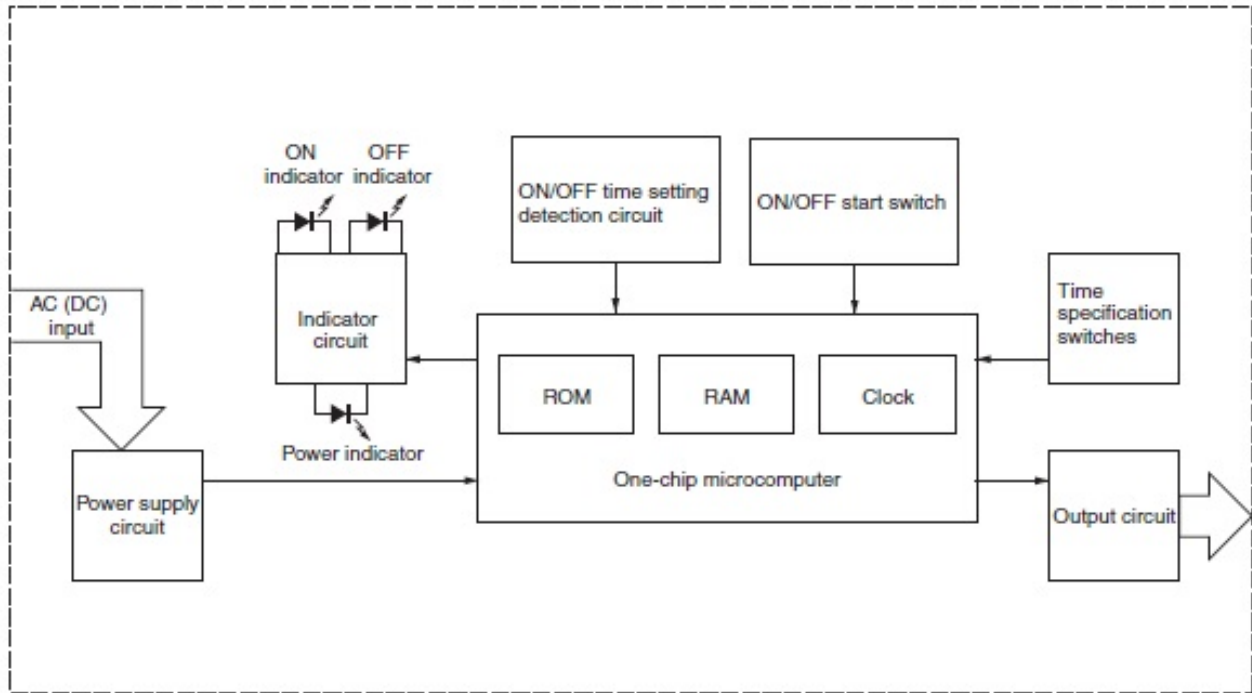 ON
indicator
OFF
indicator
ON/OFF time setting
detection circuit
ON/OFF start switch
AC (DC)
input
Indicator
circuit
Time
specification
switches
ROM
RAM
Clock
Power indicator
One-chip microcomputer
Power supply
circuit
Output circuit